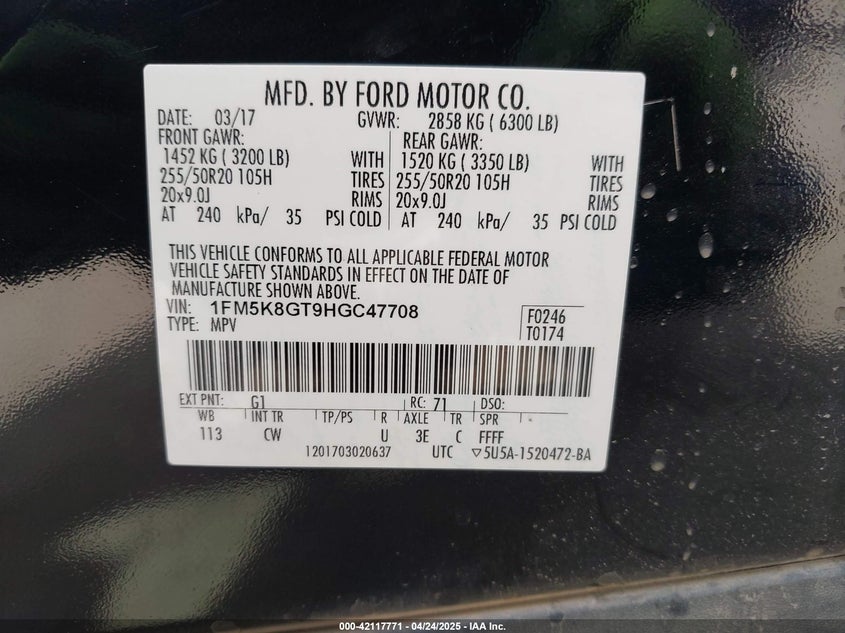 MFD. BY FORD MOTOR CO.
DATE: 03/17 GVWR: 2858 KG ( 6300 LB)
FRONT GAWR: REAR GAWR:
1452 KG ( 3200 LB) WITH 1520 KG ( 3350 LB) WITH
255/50R20 105H TIRES 255/50R20 105H TIRES
20x9.0J RIMS 20x9.0J RIMS
AT 240 kPa/ 35 PSI COLD AT 240 kPa/ 35 PSI COLD
THIS VEHICLE CONFORMS TO ALL APPLICABLE FEDERAL MOTOR
VEHICLE SAFETY STANDARDS IN EFFECT ON THE DATE OF
MANUFACTURE SHOWN ABOVE.
VIN: 1FM5K8GT9HGC47708 F0246
TYPE: MPV T0174
EXT PNT: G1 RC: 71 DSO:
WB INT TR TP/PS R AXLE TR SPR
113 CW U 3E C FFFF
1201703020637 UTC ▽5U5A-1520472-BA
000-42117771 | 04/24/2025 - IAA Inc.